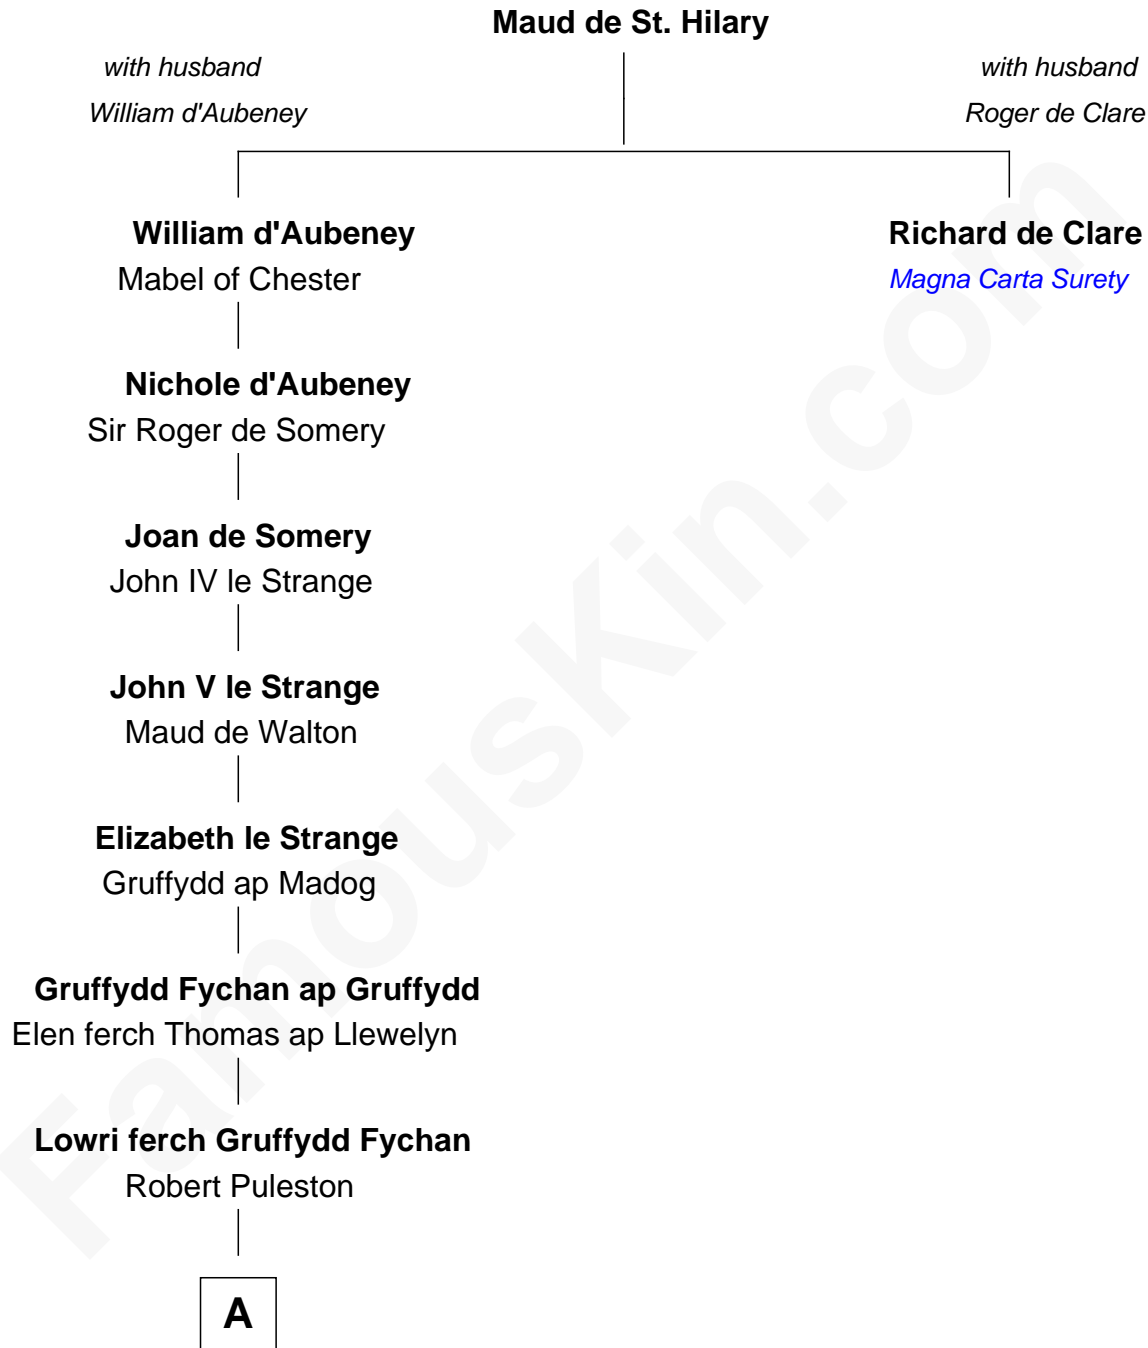 Maud de St. Hilary
with husband
William d'Aubeney
with husband
Roger de Clare
William d'Aubeney
Mabel of Chester
Richard de Clare
Magna Carta Surety
Nichole d'Aubeney
Sir Roger de Somery
Joan de Somery
John IV le Strange
John V le Strange
Maud de Walton
Elizabeth le Strange
Gruffydd ap Madog
Gruffydd Fychan ap Gruffydd
Elen ferch Thomas ap Llewelyn
Lowri ferch Gruffydd Fychan
Robert Puleston
A
FamousKin.com